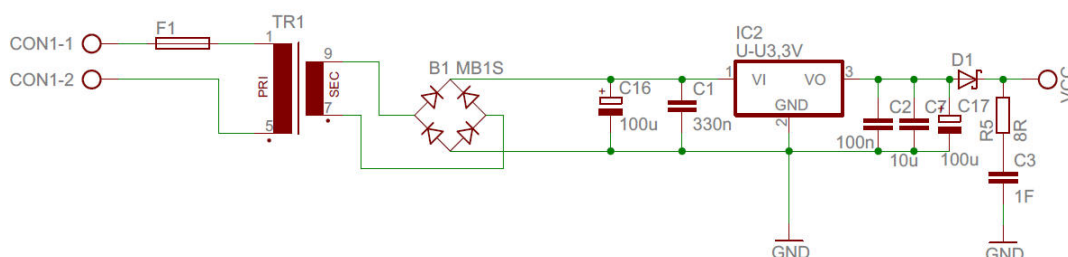 CON1-1
F1
TR1
1
CON1-2
PRI
5
9
SEC
7
B1 MB1S
C16
+
100u
C1
330n
IC2
U-U3,3V
1
VI
VO
3
GND
2
C2
100n
C7
10u
C17
+
100u
D1
VCC
R5
8R
C3
1F
GND
GND